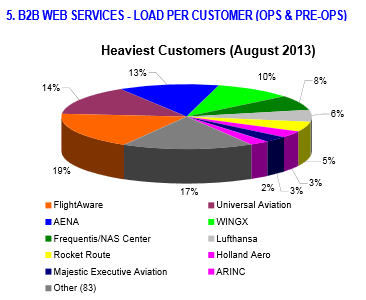 5. B2B WEB SERVICES - LOAD PER CUSTOMER (OPS & PRE-OPS)
Heaviest Customers (August 2013)
13%
10%
14%
8%
6%
5%
19%
3%
3%
2%
17%
FlightAware
Universal Aviation
AENA
WINGX
Frequentis/NAS Center
Lufthansa
Rocket Route
Holland Aero
Majestic Executive Aviation
ARINC
Other (83)